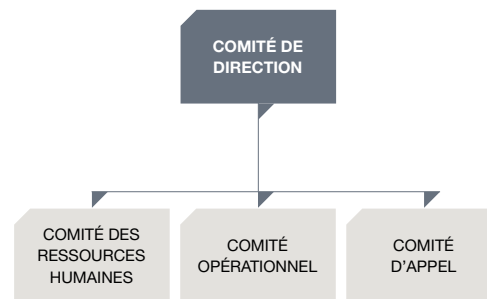 COMITÉ DE
DIRECTION
COMITÉ DES
RESSOURCES
HUMAINES
COMITÉ
OPÉRATIONNEL
COMITÉ
D'APPEL